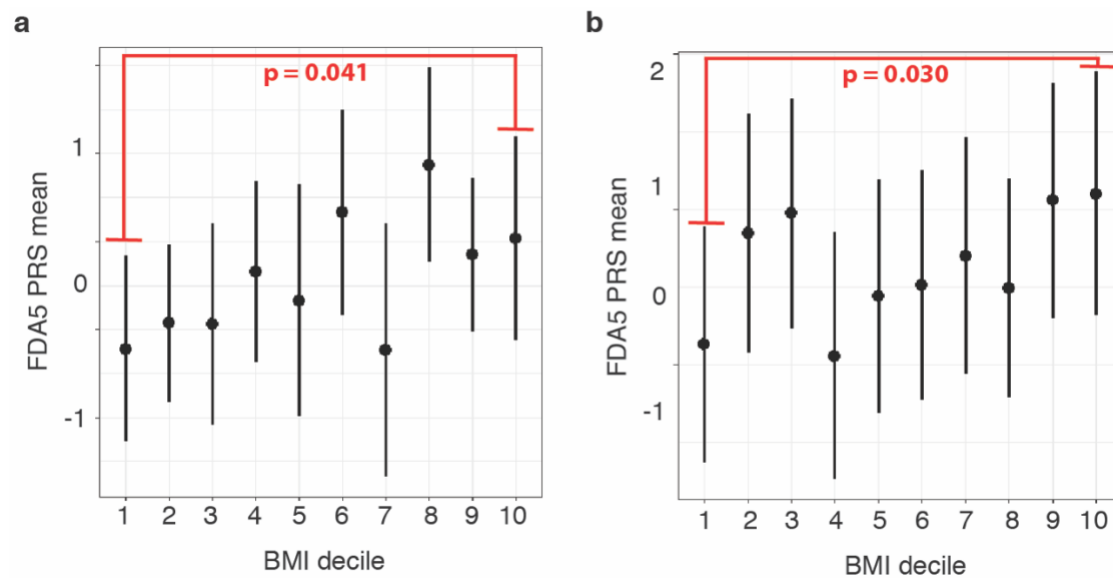 a
p = 0.041
1
0
-1
FDA5 PRS mean
1 2 3 4 5 6 7 8 9 10
BMI decile
b
p = 0.030
2
1
0
-1
FDA5 PRS mean
1 2 3 4 5 6 7 8 9 10
BMI decile